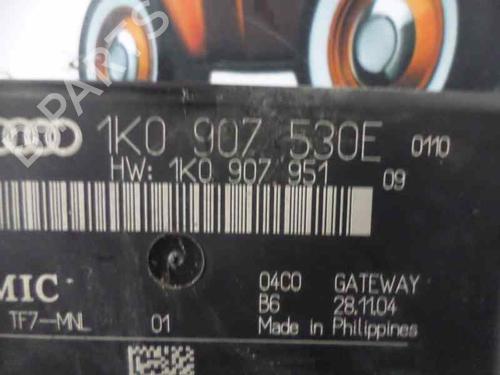 1K0 907 530E 0110
HW: 1K0 907 951 09
MIC 04C0 GATEWAY
B6 28.11.04
TF7-MNL 01 Made in Philippines
B PARTS